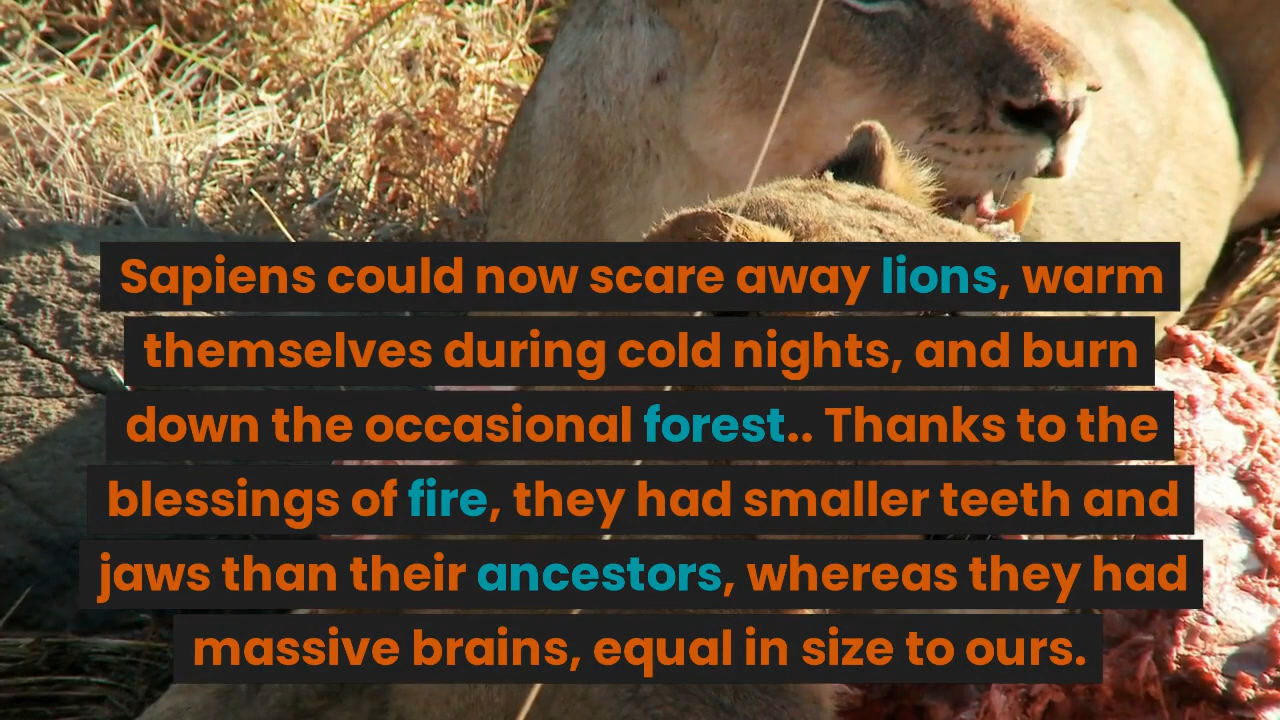 Sapiens could now scare away lions, warm
themselves during cold nights, and burn
down the occasional forest.. Thanks to the
blessings of fire, they had smaller teeth and
jaws than their ancestors, whereas they had
massive brains, equal in size to ours.